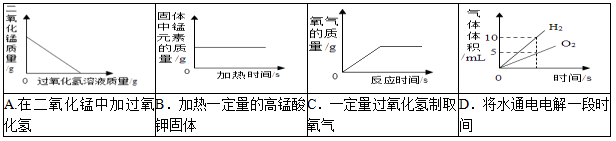 二氧化锰质量/g
0
过氧化氢溶液质量/g
固体中锰元素的质量/g
0
加热时间/s
氧气的质量/g
0
反应时间/s
气体体积/mL
10
5
0
H₂
O₂
时间/s
A.在二氧化锰中加过氧化氢
B．加热一定量的高锰酸钾固体
C．一定量过氧化氢制取氧气
D．将水通电电解一段时间